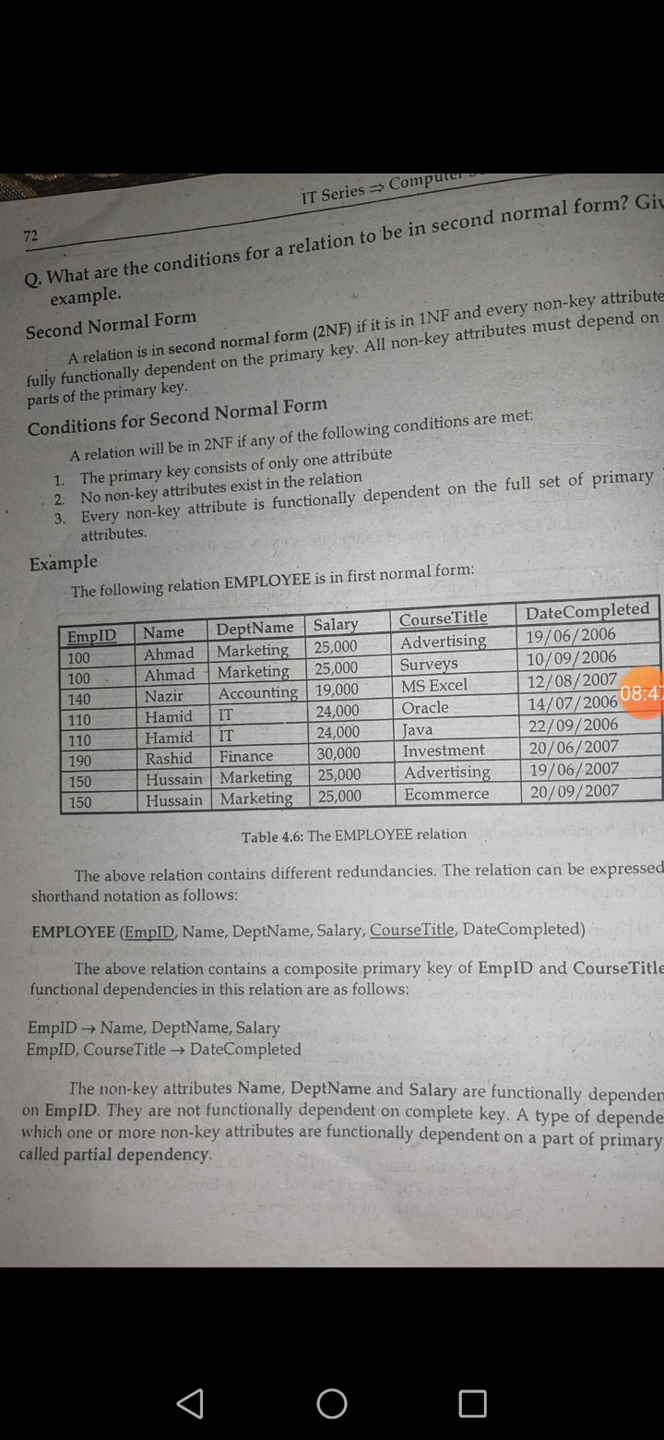 IT Series ⇒ Computer
72
Q. What are the conditions for a relation to be in second normal form? Giv
example.
Second Normal Form
A relation is in second normal form (2NF) if it is in 1NF and every non-key attribute
fully functionally dependent on the primary key. All non-key attributes must depend on
parts of the primary key.
Conditions for Second Normal Form
A relation will be in 2NF if any of the following conditions are met:
1. The primary key consists of only one attribute
2. No non-key attributes exist in the relation
3. Every non-key attribute is functionally dependent on the full set of primary
attributes.
Example
The following relation EMPLOYEE is in first normal form:
EmpID Name DeptName Salary CourseTitle DateCompleted
100 Ahmad Marketing 25,000 Advertising 19/06/2006
100 Ahmad Marketing 25,000 Surveys 10/09/2006
140 Nazir Accounting 19,000 MS Excel 12/08/2007
110 Hamid IT 24,000 Oracle 14/07/2006
110 Hamid IT 24,000 Java 22/09/2006
190 Rashid Finance 30,000 Investment 20/06/2007
150 Hussain Marketing 25,000 Advertising 19/06/2007
150 Hussain Marketing 25,000 Ecommerce 20/09/2007
08:47
Table 4.6: The EMPLOYEE relation
The above relation contains different redundancies. The relation can be expressed
shorthand notation as follows:
EMPLOYEE (EmpID, Name, DeptName, Salary, CourseTitle, DateCompleted)
The above relation contains a composite primary key of EmpID and CourseTitle
functional dependencies in this relation are as follows:
EmpID → Name, DeptName, Salary
EmpID, CourseTitle → DateCompleted
The non-key attributes Name, DeptName and Salary are functionally dependen
on EmpID. They are not functionally dependent on complete key. A type of depende
which one or more non-key attributes are functionally dependent on a part of primary
called partial dependency.